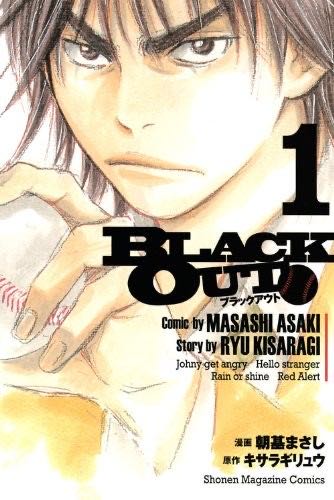 1
BLACK
OUT
ブラックアウト
Comic by MASASHI ASAKI
Story by RYU KISARAGI
Johny get angry Hello stranger
Rain or shine Red Alert
漫画 朝基まさし
原作 キサラギリュウ
Shonen Magazine Comics